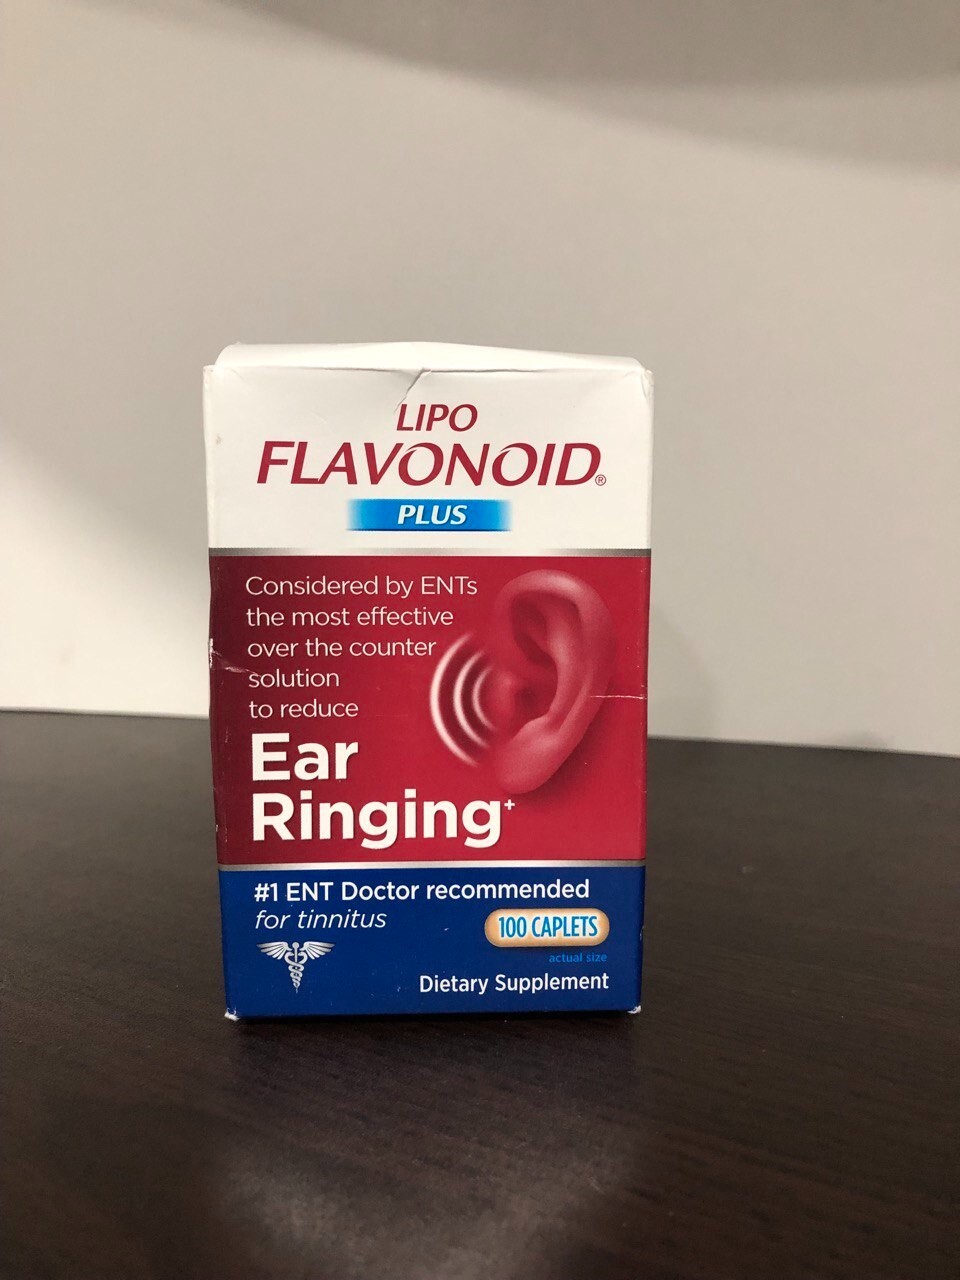 LIPO
FLAVONOID®
PLUS
Considered by ENTs
the most effective
over the counter
solution
to reduce
Ear
Ringing+
#1 ENT Doctor recommended
for tinnitus
100 CAPLETS
actual size
Dietary Supplement